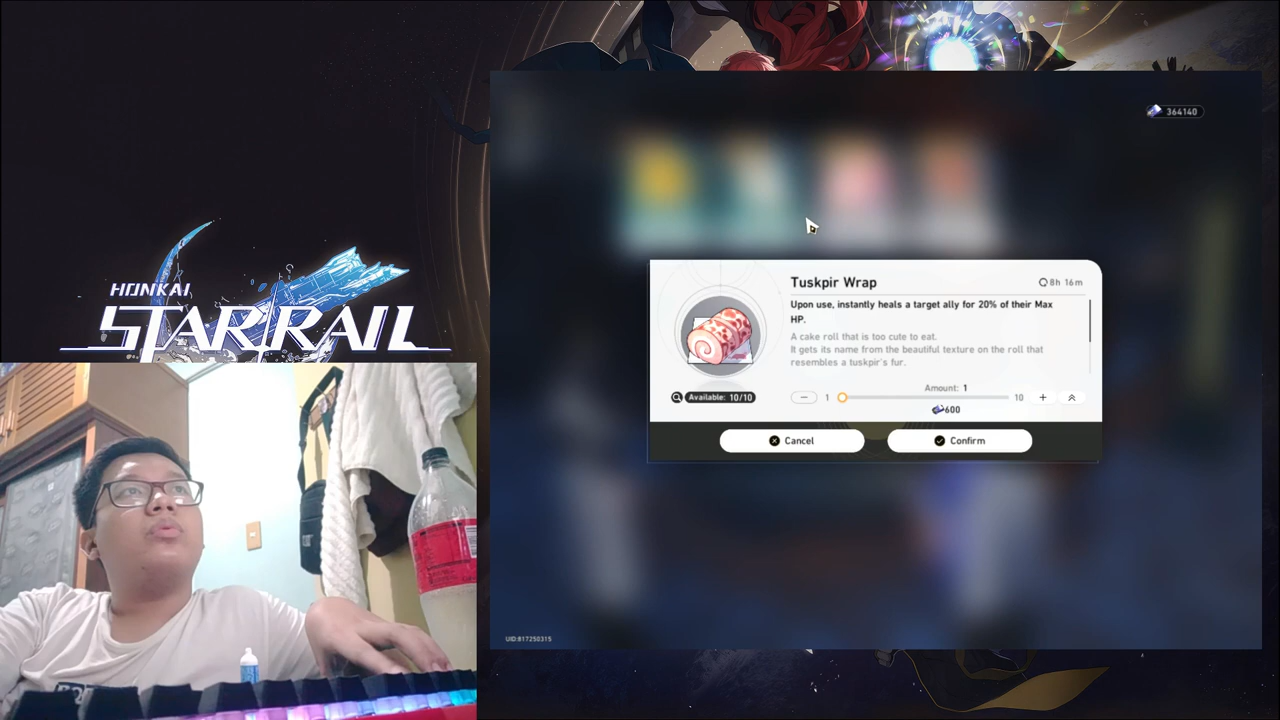 364140
HONKAI
STAR RAIL
Tuskpir Wrap
8h 16m
Upon use, instantly heals a target ally for 20% of their Max
HP.
A cake roll that is too cute to eat.
It gets its name from the beautiful texture on the roll that
resembles a tuskpir's fur.
Available: 10/10
Amount: 1
1
10
600
Cancel
Confirm
UID:817250315